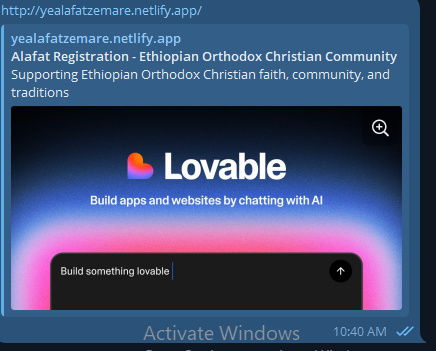 http://yealafatzemare.netlify.app/
yealafatzemare.netlify.app
Alafat Registration - Ethiopian Orthodox Christian Community
Supporting Ethiopian Orthodox Christian faith, community, and
traditions
Lovable
Build apps and websites by chatting with AI
Build something lovable
Activate Windows
10:40 AM